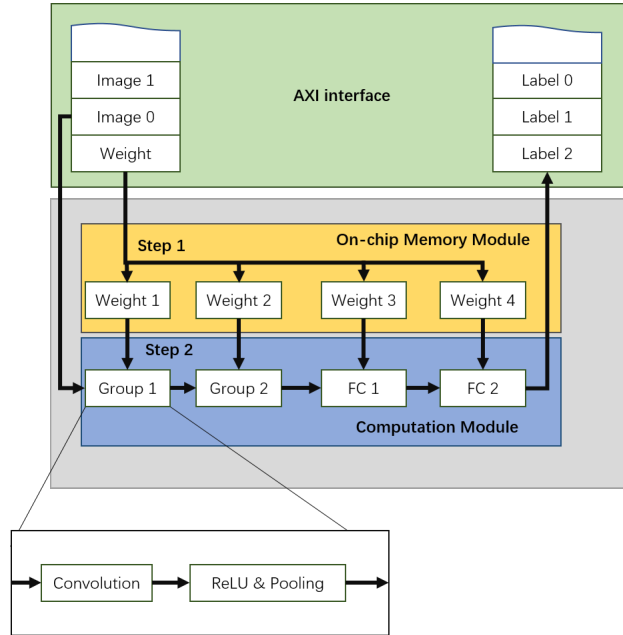 Image 1
Image 0
Weight
AXI interface
Label 0
Label 1
Label 2
Step 1
On-chip Memory Module
Weight 1
Weight 2
Weight 3
Weight 4
Step 2
Group 1
Group 2
FC 1
FC 2
Computation Module
Convolution
ReLU & Pooling